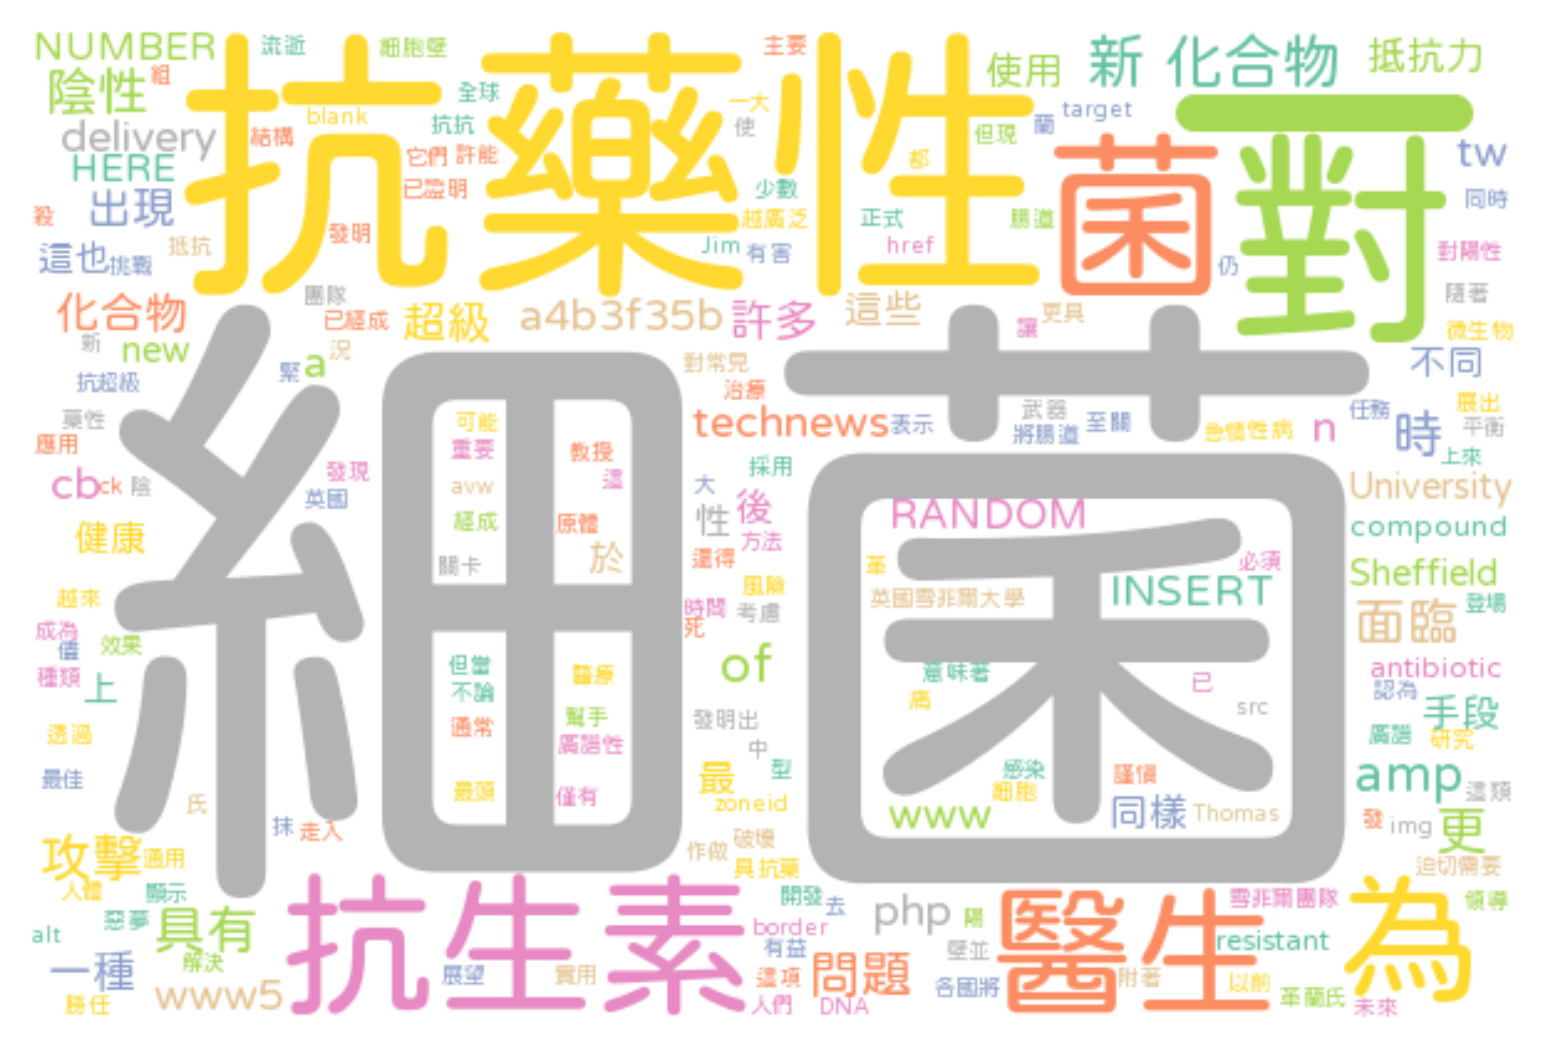 NUMBER 流逝 細胞壁 主要 使用 新 化合物 抵抗力
陰性 組 抗藥性 全球 一大 target 一
delivery 結構 blank 抗抗 使 但現 蘭 菌 對 tw
HERE 它們 許能 都
殺 出現 已證明 少數 同時
發明 越廣泛 正式 腸道
這也 挑戰 抵抗 Jim 有害 href 仍 對陽性
化合物 團隊 已經成 超級 a4b3f35b 許多 這些 讓 更具 隨著 微生物
新 new 況 對常見 不同
抗超級 緊 a 治療 武器 任務 展出
藥性 細菌 可能 technews 表示 將腸道 至關 急情性病 n 時 平衡
應用 重要 教授 上來
cb ck 陰 發現 avw 這 採用 大 University
英國 經成 原體 性 後 RANDOM compound
健康 關卡 於 方法 還得 必須
越來 風險 革 INSERT Sheffield
成為 時間 考慮 英國雪菲爾大學 面臨 登場
值 效果 死
種類 上 但當 不論 醫療 of 意味著 已 antibiotic
透過 通常 幫手 發明出 痛 src 認為 手段
廣譜性 中 廣譜 研究
最佳 最頭 僅有 最 型 感染 謹慎 amp 這類
氏 zoneid 細胞
抹 走入 www 同樣 Thomas 發 img 更
攻擊 通用 作做 破壞 迫切需要
人體 顯示 具抗藥
alt 惡夢 具有 抗生素 開發 去 php 陽 醫生 雪菲爾團隊 為 領導
解決 border resistant
一種 展望 實用 有益 壁並
www5 這項 問題 各國將 附著 以前
勝任 人們 DNA 革蘭氏 未來